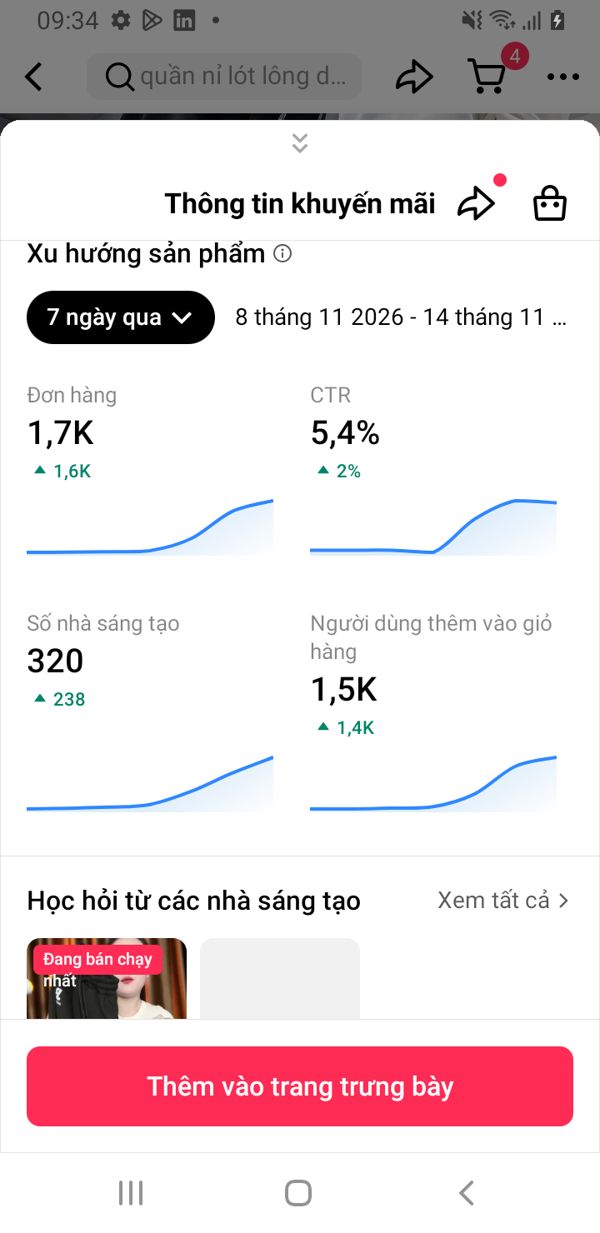 09:34
quần nỉ lót lông d...
4
Thông tin khuyến mãi
Xu hướng sản phẩm
7 ngày qua
8 tháng 11 2026 - 14 tháng 11 ...
Đơn hàng
CTR
1,7K
5,4%
1,6K
2%
Số nhà sáng tạo
Người dùng thêm vào giỏ
hàng
320
1,5K
238
1,4K
Học hỏi từ các nhà sáng tạo
Xem tất cả
Đang bán chạy
nhất
Thêm vào trang trưng bày